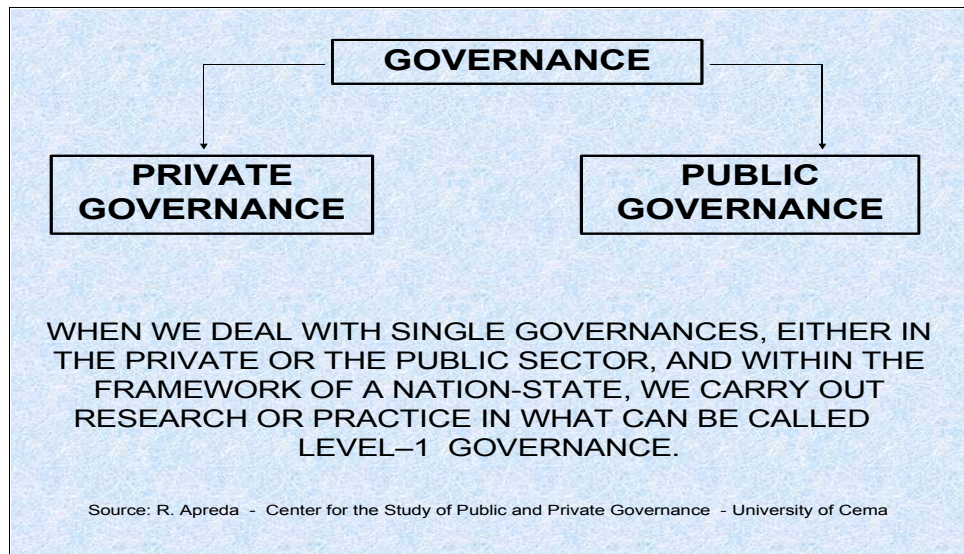 GOVERNANCE
PRIVATE
GOVERNANCE
PUBLIC
GOVERNANCE
WHEN WE DEAL WITH SINGLE GOVERNANCES, EITHER IN
THE PRIVATE OR THE PUBLIC SECTOR, AND WITHIN THE
FRAMEWORK OF A NATION-STATE, WE CARRY OUT
RESEARCH OR PRACTICE IN WHAT CAN BE CALLED
LEVEL–1 GOVERNANCE.
Source: R. Apreda - Center for the Study of Public and Private Governance - University of Cema